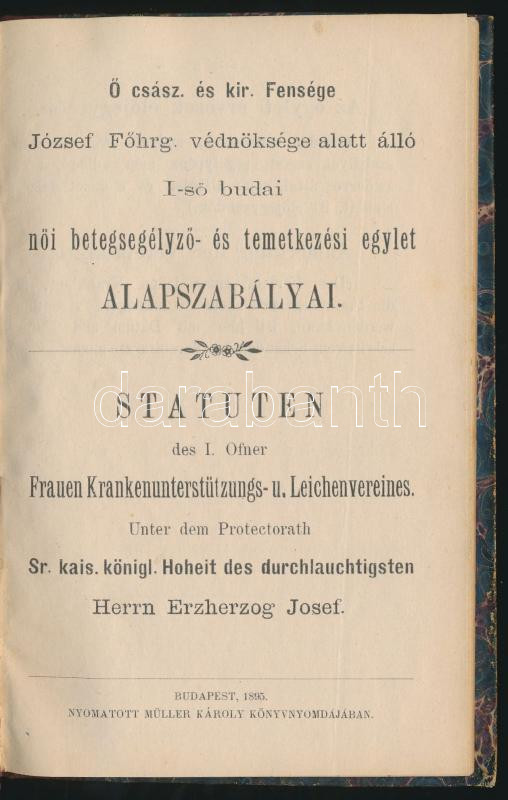 Ő csász. és kir. Fensége
József Főhrg. védnöksége alatt álló
I-ső budai
női betegsegélyző- és temetkezési egylet
ALAPSZABÁLYAI.
darabanth
STATUTEN
des I. Ofner
Frauen Krankenunterstützungs- u. Leichenvereines.
Unter dem Protectorath
Sr. kais. königl. Hoheit des durchlauchtigsten
Herrn Erzherzog Josef.
BUDAPEST, 1895.
NYOMATOTT MÜLLER KÁROLY KÖNYVNYOMDÁJÁBAN.